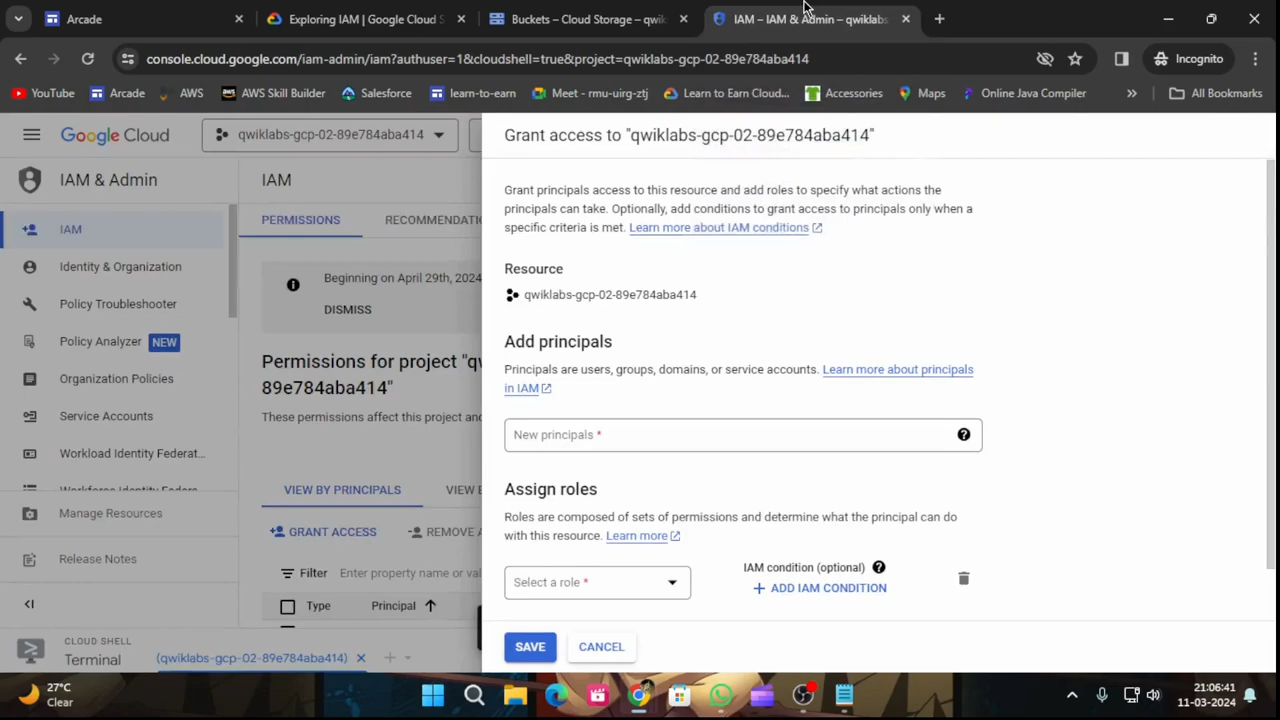 Arcade
Exploring IAM | Google Cloud S
Buckets – Cloud Storage – qwik
IAM – IAM & Admin – qwiklabs
console.cloud.google.com/iam-admin/iam?authuser=1&cloudshell=true&project=qwiklabs-gcp-02-89e784aba414
Incognito
YouTube
Arcade
AWS
AWS Skill Builder
Salesforce
learn-to-earn
Meet - rmu-uirg-ztj
Learn to Earn Cloud...
Accessories
Maps
Online Java Compiler
All Bookmarks
Google Cloud
qwiklabs-gcp-02-89e784aba414
IAM & Admin
IAM
Identity & Organization
Policy Troubleshooter
Policy Analyzer NEW
Organization Policies
Service Accounts
Workload Identity Federat...
Workforce Identity Federa
Manage Resources
Release Notes
IAM
PERMISSIONS
RECOMMENDATIO
Beginning on April 29th, 2024
DISMISS
Permissions for project "qw
89e784aba414"
These permissions affect this project and
VIEW BY PRINCIPALS
VIEW B
GRANT ACCESS
REMOVE A
Filter Enter property name or val
Type Principal
Grant access to "qwiklabs-gcp-02-89e784aba414"
Grant principals access to this resource and add roles to specify what actions the
principals can take. Optionally, add conditions to grant access to principals only when a
specific criteria is met. Learn more about IAM conditions
Resource
qwiklabs-gcp-02-89e784aba414
Add principals
Principals are users, groups, domains, or service accounts. Learn more about principals
in IAM
New principals *
Assign roles
Roles are composed of sets of permissions and determine what the principal can do
with this resource. Learn more
Select a role *
IAM condition (optional)
ADD IAM CONDITION
SAVE
CANCEL
CLOUD SHELL
Terminal
(qwiklabs-gcp-02-89e784aba414)
27°C
Clear
21:06:41
11-03-2024